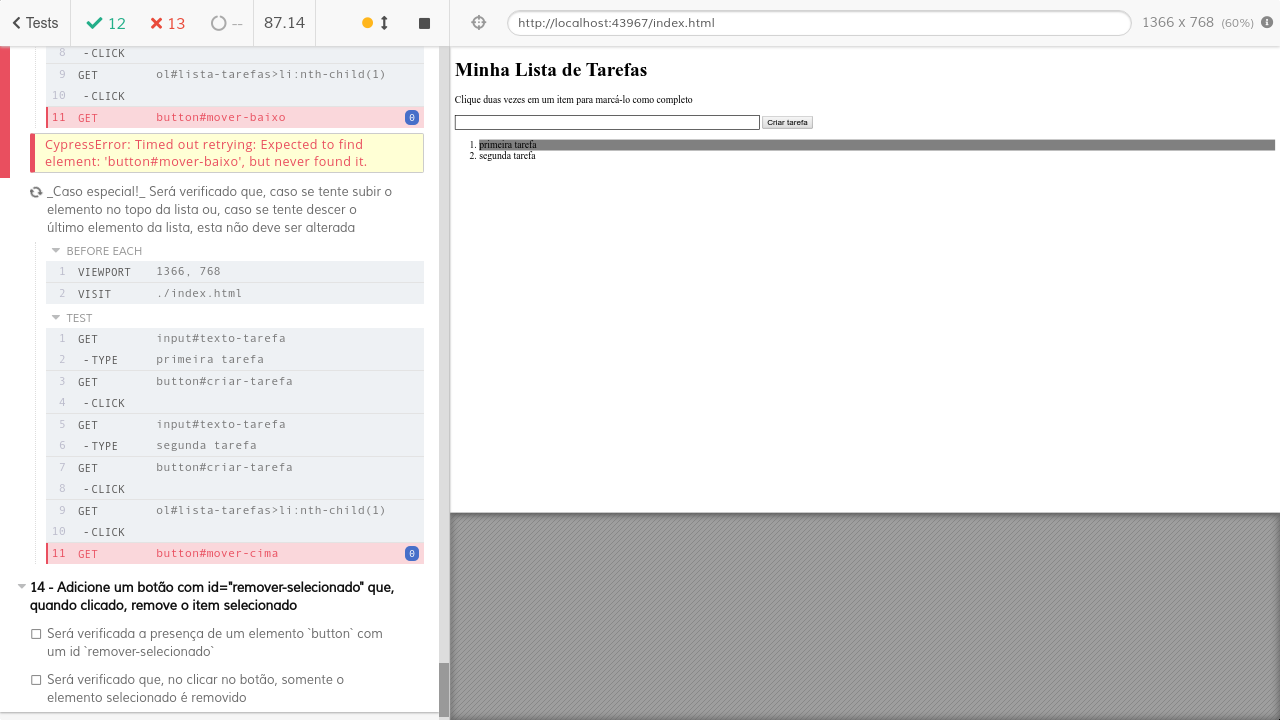 Tests
12
13
--
87.14
http://localhost:43967/index.html
1366 x 768 (60%)
8 -CLICK
9 GET ol#lista-tarefas>li:nth-child(1)
10 -CLICK
11 GET button#mover-baixo 0
CypressError: Timed out retrying: Expected to find
element: 'button#mover-baixo', but never found it.
_Caso especial!_ Será verificado que, caso se tente subir o
elemento no topo da lista ou, caso se tente descer o
último elemento da lista, esta não deve ser alterada
BEFORE EACH
1 VIEWPORT 1366, 768
2 VISIT ./index.html
TEST
1 GET input#texto-tarefa
2 -TYPE primeira tarefa
3 GET button#criar-tarefa
4 -CLICK
5 GET input#texto-tarefa
6 -TYPE segunda tarefa
7 GET button#criar-tarefa
8 -CLICK
9 GET ol#lista-tarefas>li:nth-child(1)
10 -CLICK
11 GET button#mover-cima 0
14 - Adicione um botão com id="remover-selecionado" que,
quando clicado, remove o item selecionado
Será verificada a presença de um elemento `button` com
um id `remover-selecionado`
Será verificado que, no clicar no botão, somente o
elemento selecionado é removido
Minha Lista de Tarefas
Clique duas vezes em um item para marcá-lo como completo
Criar tarefa
1. primeira tarefa
2. segunda tarefa